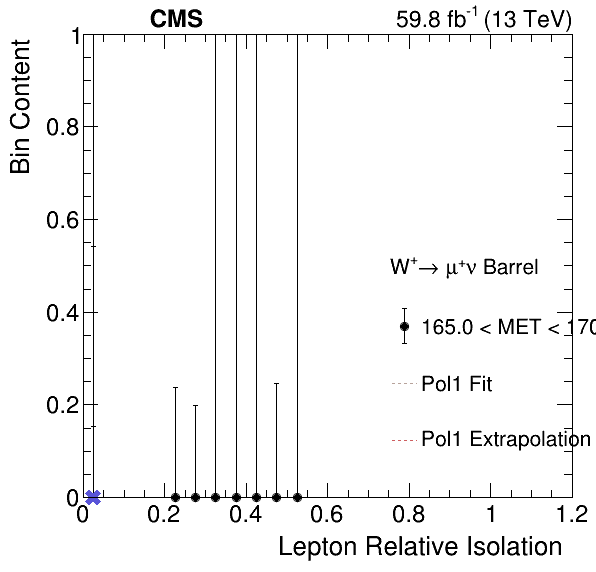 CMS
59.8 fb⁻¹ (13 TeV)
Bin Content
1
0.8
0.6
0.4
0.2
0
W⁺→ μ⁺ν Barrel
165.0 < MET < 170
Pol1 Fit
Pol1 Extrapolation
0 0.2 0.4 0.6 0.8 1 1.2
Lepton Relative Isolation